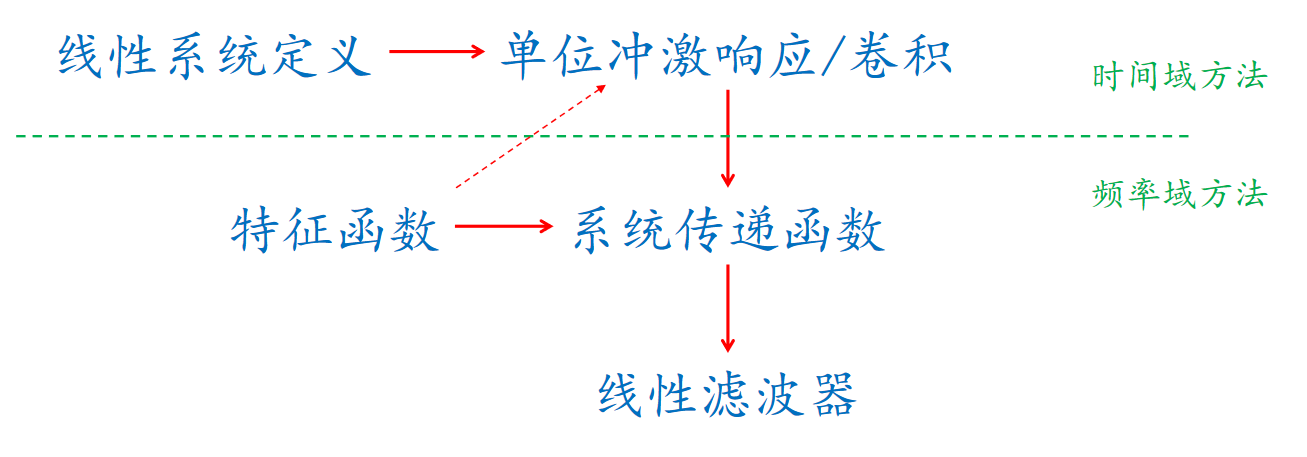 线性系统定义
单位冲激响应/卷积
时间域方法
频率域方法
特征函数
系统传递函数
线性滤波器